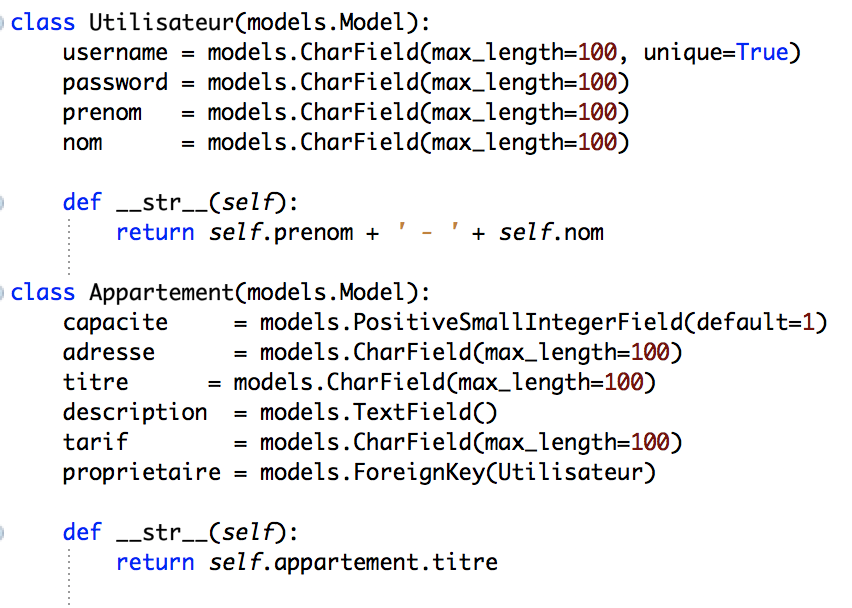 class Utilisateur(models.Model):
    username = models.CharField(max_length=100, unique=True)
    password = models.CharField(max_length=100)
    prenom   = models.CharField(max_length=100)
    nom      = models.CharField(max_length=100)

    def __str__(self):
        return self.prenom + ' - ' + self.nom

class Appartement(models.Model):
    capacite     = models.PositiveSmallIntegerField(default=1)
    adresse      = models.CharField(max_length=100)
    titre      = models.CharField(max_length=100)
    description  = models.TextField()
    tarif        = models.CharField(max_length=100)
    proprietaire = models.ForeignKey(Utilisateur)

    def __str__(self):
        return self.appartement.titre